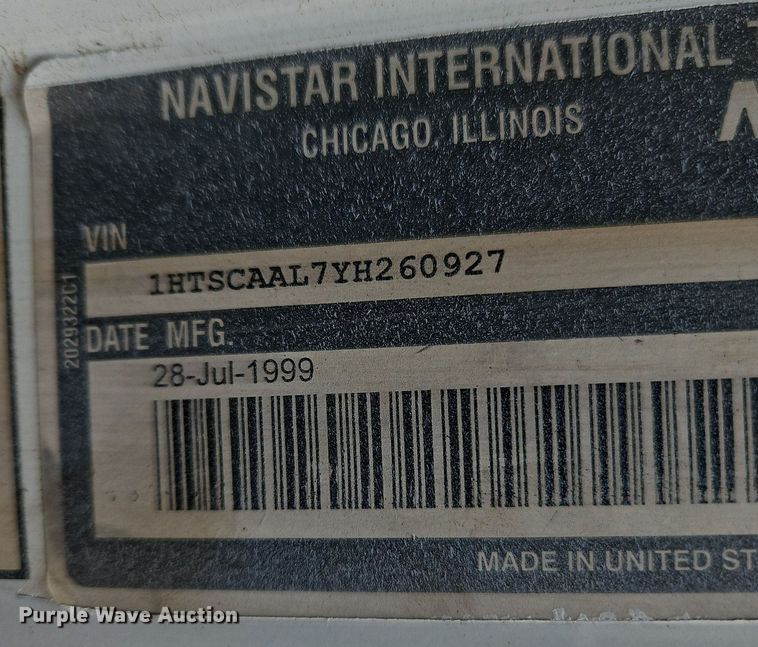 NAVISTAR INTERNATIONAL
CHICAGO, ILLINOIS
VIN
1HTSCAAL7YH260927
DATE MFG.
28-Jul-1999
2029322C1
MADE IN UNITED ST
Purple Wave Auction